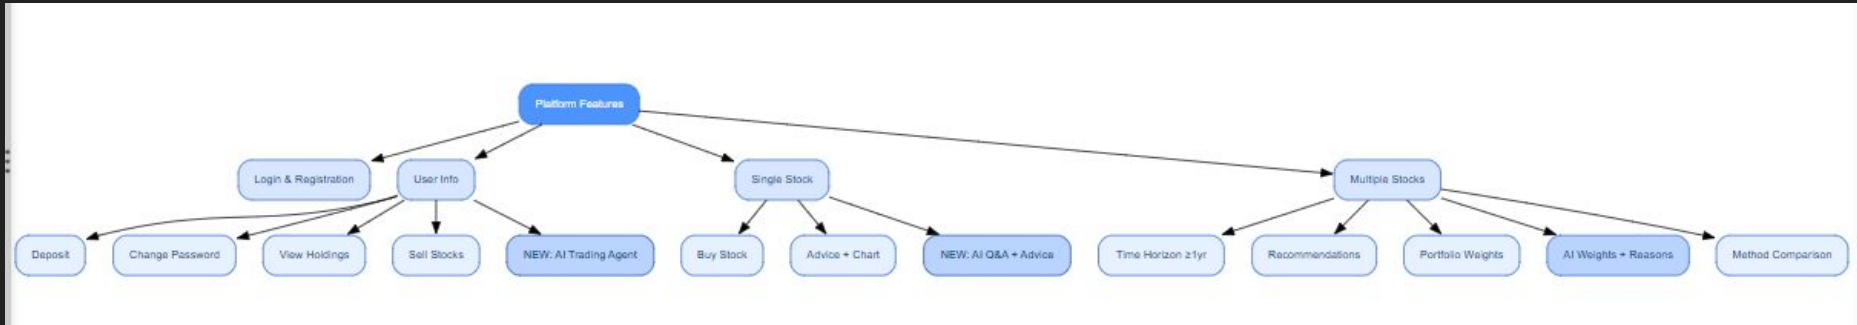 Platform Features
Login & Registration
User Info
Single Stock
Multiple Stocks
Deposit
Change Password
View Holdings
Sell Stocks
NEW: AI Trading Agent
Buy Stock
Advice + Chart
NEW: AI Q&A + Advice
Time Horizon ≥1yr
Recommendations
Portfolio Weights
AI Weights + Reasons
Method Comparison